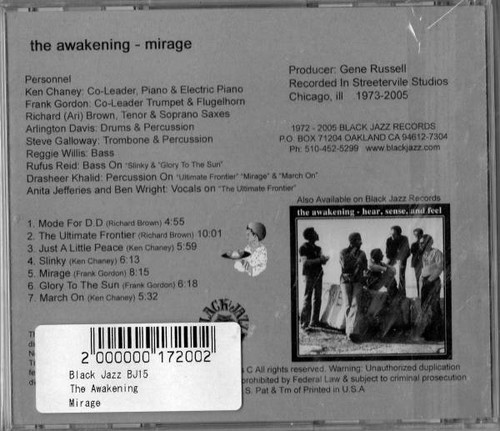 the awakening - mirage
Personnel
Ken Chaney: Co-Leader, Piano & Electric Piano
Frank Gordon: Co-Leader Trumpet & Flugelhorn
Richard (Ari) Brown, Tenor & Soprano Saxes
Arlington Davis: Drums & Percussion
Steve Galloway: Trombone & Percussion
Reggie Willis: Bass
Rufus Reid: Bass On "Slinky & "Glory To The Sun"
Drasheer Khalid: Percussion On "Ultimate Frontier" "Mirage" & "March On"
Anita Jefferies and Ben Wright: Vocals on "The Ultimate Frontier"
Producer: Gene Russell
Recorded In Streetervile Studios
Chicago, ill 1973-2005
1972 - 2005 BLACK JAZZ RECORDS
P.O. BOX 71204 OAKLAND CA 94612-7304
Ph: 510-452-5299 www.blackjazz.com
Also Available on Black Jazz Records
the awakening - hear, sense, and feel
1. Mode For D.D (Richard Brown) 4:55
2. The Ultimate Frontier (Richard Brown) 10:01
3. Just A Little Peace (Ken Chaney) 5:59
4. Slinky (Ken Chaney) 6:13
5. Mirage (Frank Gordon) 8:15
6. Glory To The Sun (Frank Gordon) 6:18
7. March On (Ken Chaney) 5:32
C All rights reserved. Warning: Unauthorized duplication
prohibited by Federal Law & subject to criminal prosecution
S. Pat & Tm of Printed in U.S.A
2 000000 172002
Black Jazz BJ15
The Awakening
Mirage